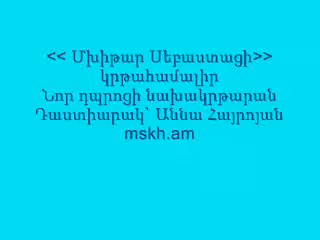 << Մխիթար Սեբաստացի>>
կրթահամալիր
Նոր դպրոցի նախակրթարան
Դաստիարակ՝ Աննա Հայրոյան
mskh.am